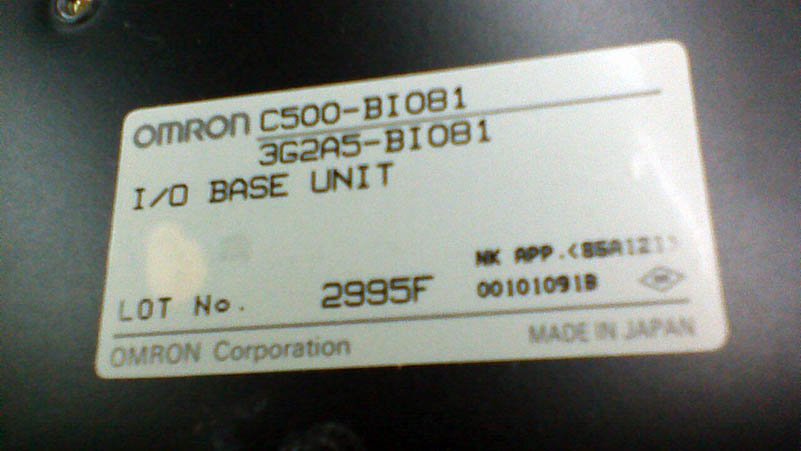 OMRON C500-BI081
3G2A5-BI081
I/O BASE UNIT
NK APP.<85A121>
LOT No. 2995F 00101091B
OMRON Corporation MADE IN JAPAN